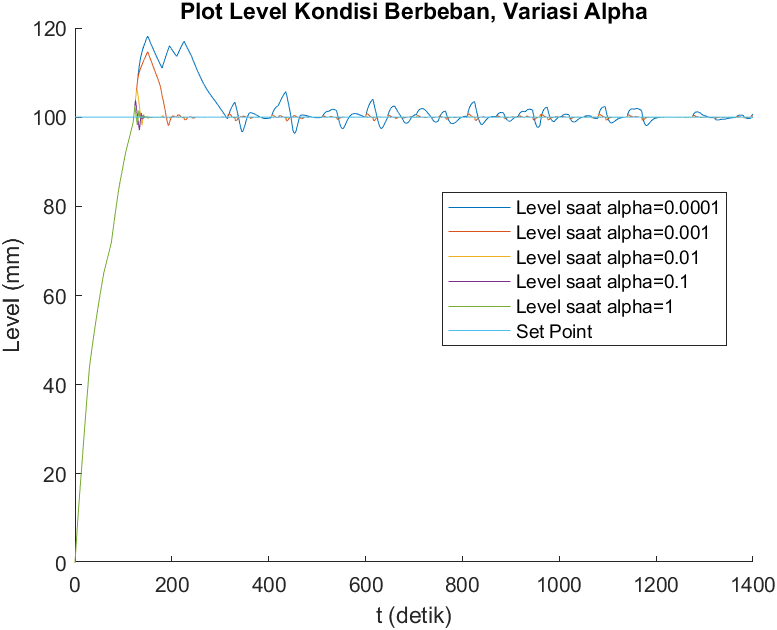 Plot Level Kondisi Berbeban, Variasi Alpha
120
100
80
60
40
20
0
Level (mm)
Level saat alpha=0.0001
Level saat alpha=0.001
Level saat alpha=0.01
Level saat alpha=0.1
Level saat alpha=1
Set Point
0 200 400 600 800 1000 1200 1400
t (detik)